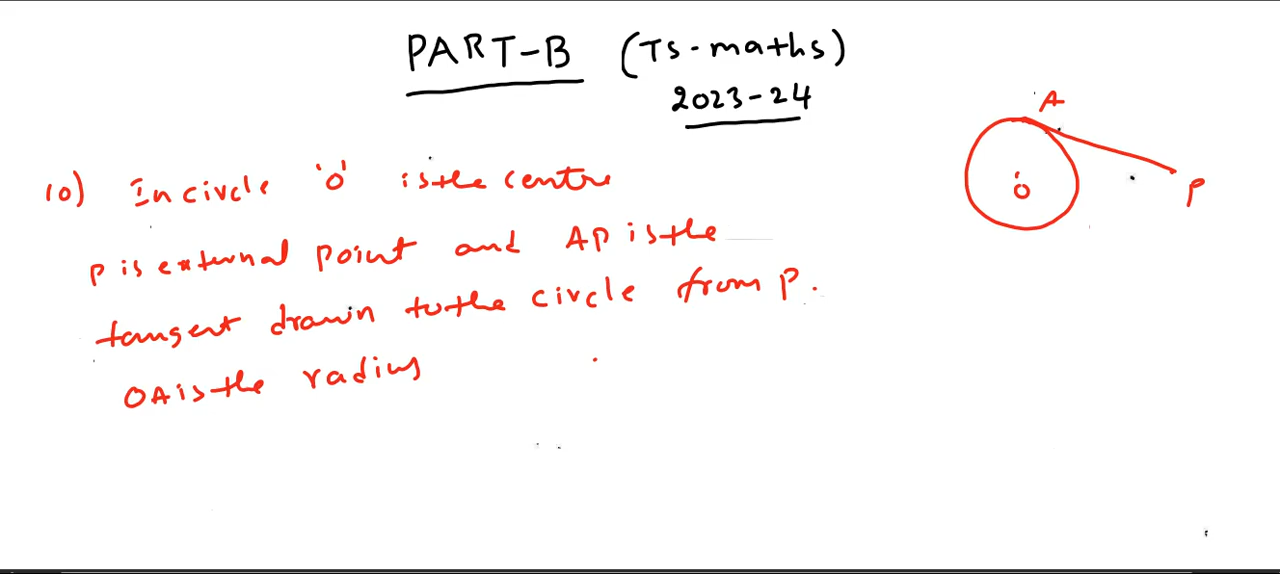 PART-B (TS-maths)
2023-24
A
10) In circle 'O' is the centre
O
P
P is external point and AP is the
tangent drawin to the circle from P.
OA is the radius